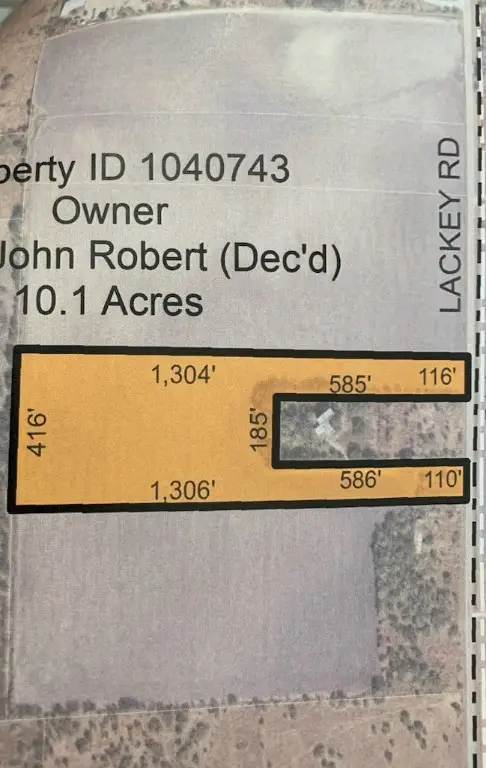 ID 1040743
Owner
John Robert (Dec'd)
10.1 Acres
LACKEY RD
1,304'
116'
585'
416'
185'
586'
110'
1,306'